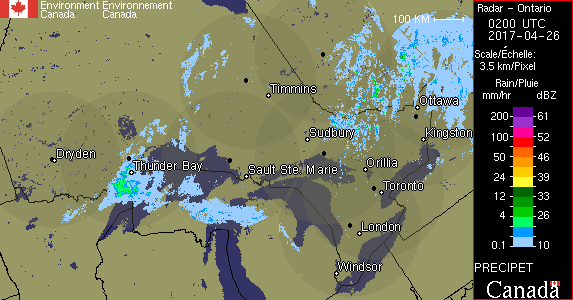 Environment Environnement
Canada Canada
100 KM
Timmins
Ottawa
Sudbury
Kingston
Dryden
Thunder Bay
Sault Ste. Marie
Orillia
Toronto
London
Windsor
Radar - Ontario
0200 UTC
2017-04-26
Scale/Échelle:
3.5 km/Pixel
Rain/Pluie
mm/hr dBZ
200 61
100 52
50 49
24 46
12 39
8 33
4 26
0.1 10
PRECIPET
Canada